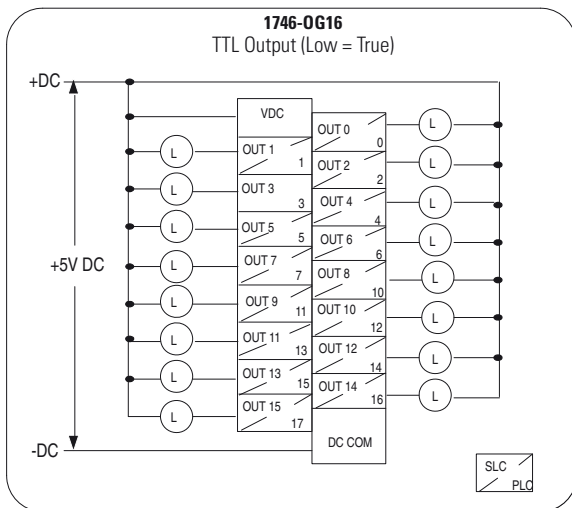 1746-OG16
TTL Output (Low = True)
+DC
VDC
OUT 0
0
L
L
OUT 1
1
OUT 2
2
L
L
OUT 3
3
OUT 4
4
L
L
OUT 5
5
OUT 6
6
L
+5V DC
L
OUT 7
7
OUT 8
10
L
L
OUT 9
11
OUT 10
12
L
L
OUT 11
13
OUT 12
14
L
L
OUT 13
15
OUT 14
16
L
L
OUT 15
17
DC COM
-DC
SLC
PLC